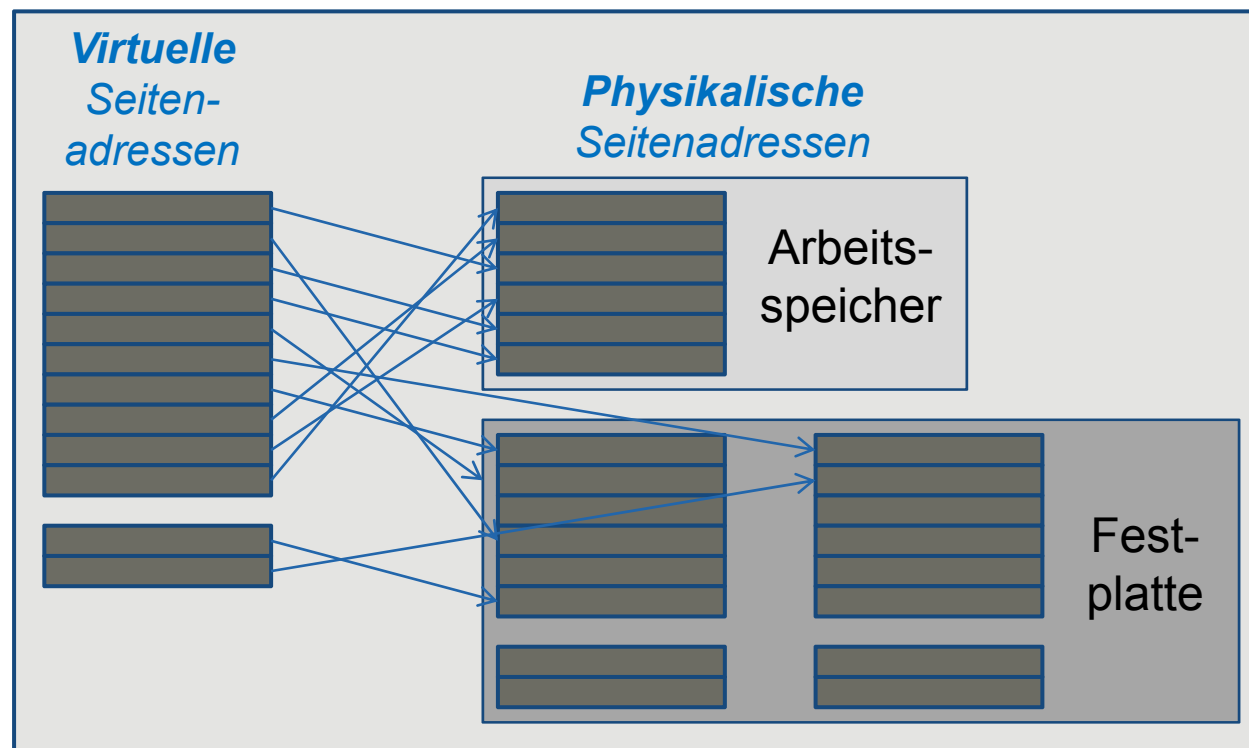 Virtuelle
Seiten-
adressen
Physikalische
Seitenadressen
Arbeits-
speicher
Fest-
platte